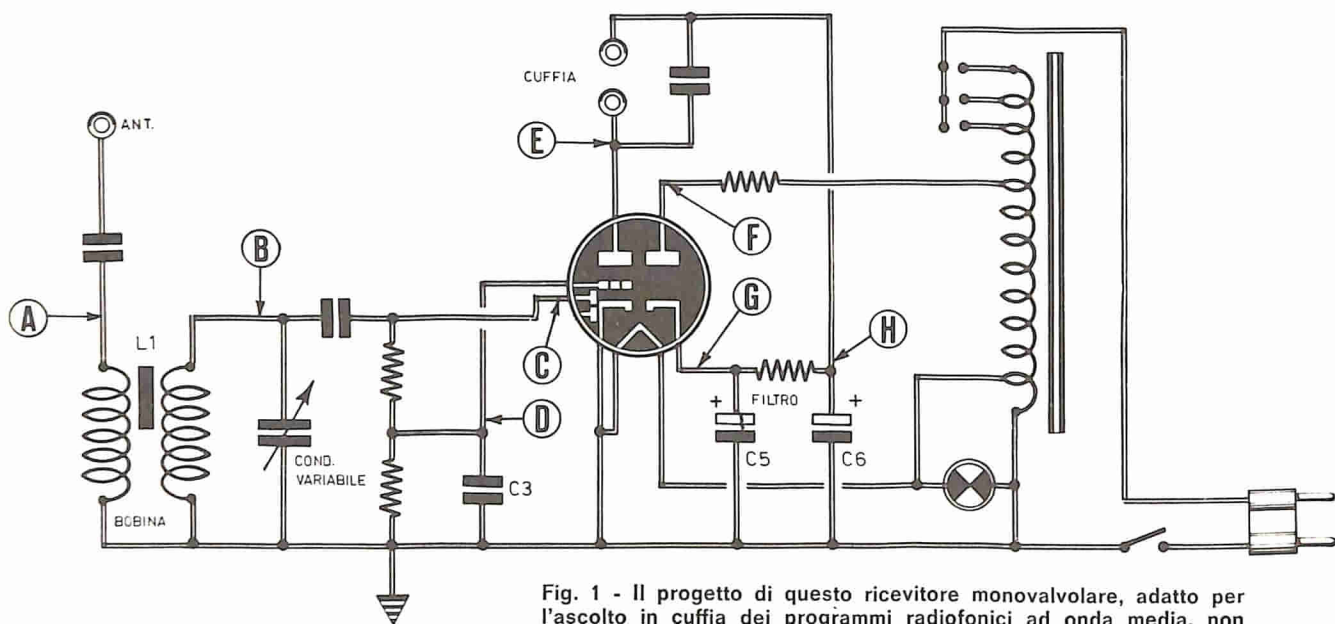 CUFFIA
ANT.
E
B
F
A
G
L1
H
C
FILTRO
+
+
D
COND.
VARIABILE
C3
C5
C6
BOBINA
Fig. 1 - Il progetto di questo ricevitore monovalvolare, adatto per
l'ascolto in cuffia dei programmi radiofonici ad onda media, non